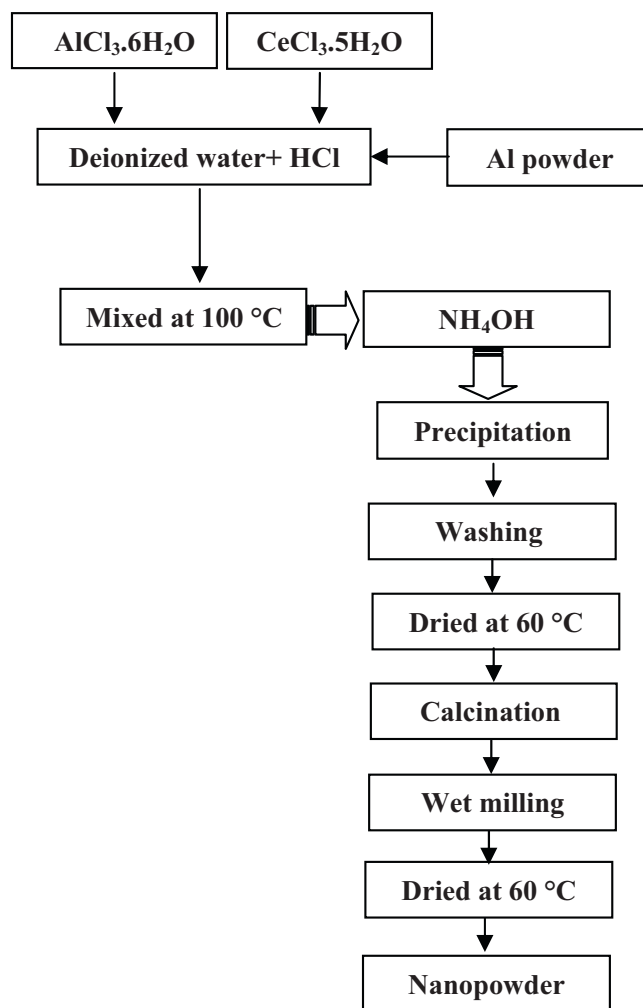 AlCl₃.6H₂O
CeCl₃.5H₂O
Deionized water+ HCl
Al powder
Mixed at 100 °C
NH₄OH
Precipitation
Washing
Dried at 60 °C
Calcination
Wet milling
Dried at 60 °C
Nanopowder